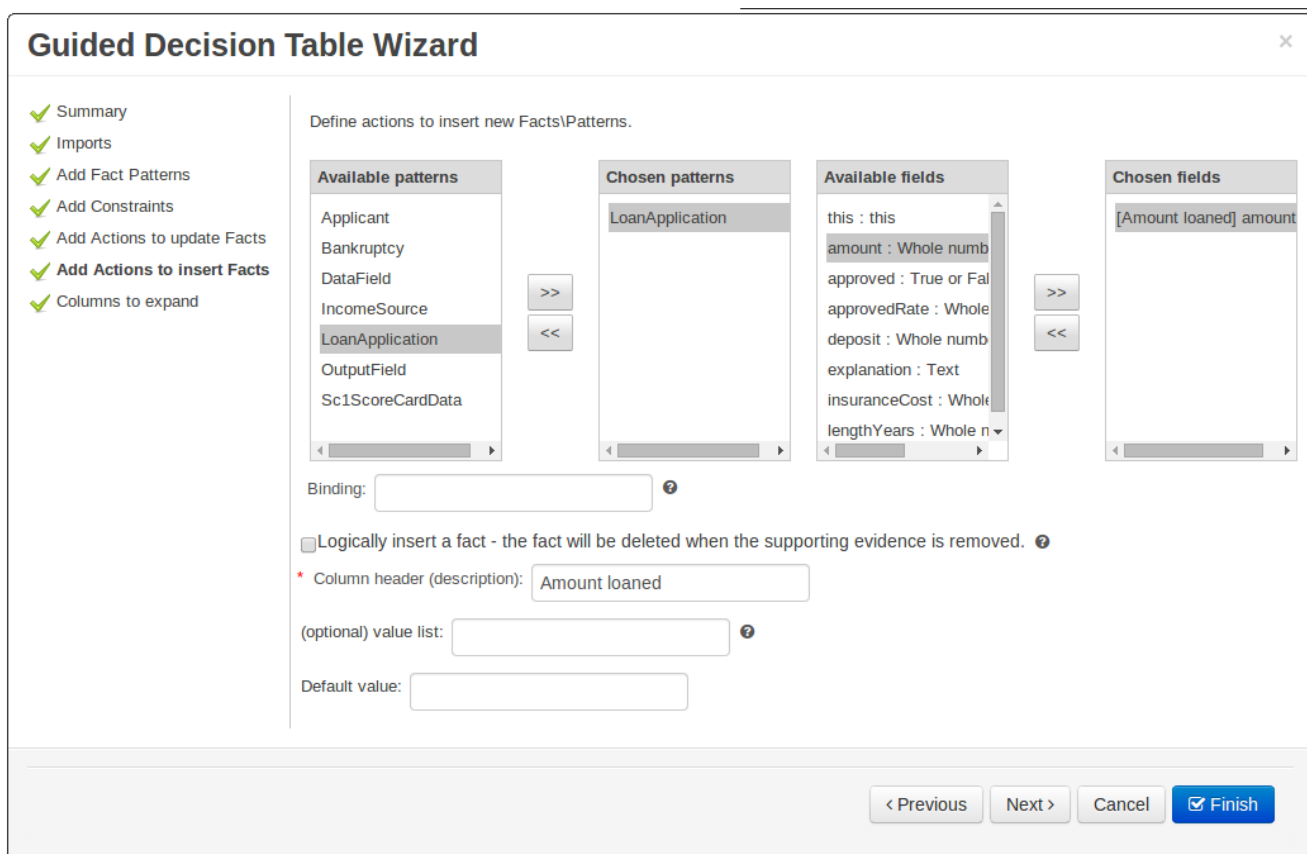 Guided Decision Table Wizard
×
Summary
Imports
Add Fact Patterns
Add Constraints
Add Actions to update Facts
Add Actions to insert Facts
Columns to expand
Define actions to insert new Facts\Patterns.
Available patterns
Applicant
Bankruptcy
DataField
IncomeSource
LoanApplication
OutputField
Sc1ScoreCardData
>>
<<
Chosen patterns
LoanApplication
Available fields
this : this
amount : Whole numb
approved : True or Fal
approvedRate : Whole
deposit : Whole numb
explanation : Text
insuranceCost : Whole
lengthYears : Whole n
>>
<<
Chosen fields
[Amount loaned] amount
Binding:
Logically insert a fact - the fact will be deleted when the supporting evidence is removed.
* Column header (description): Amount loaned
(optional) value list:
Default value:
‹ Previous Next › Cancel Finish